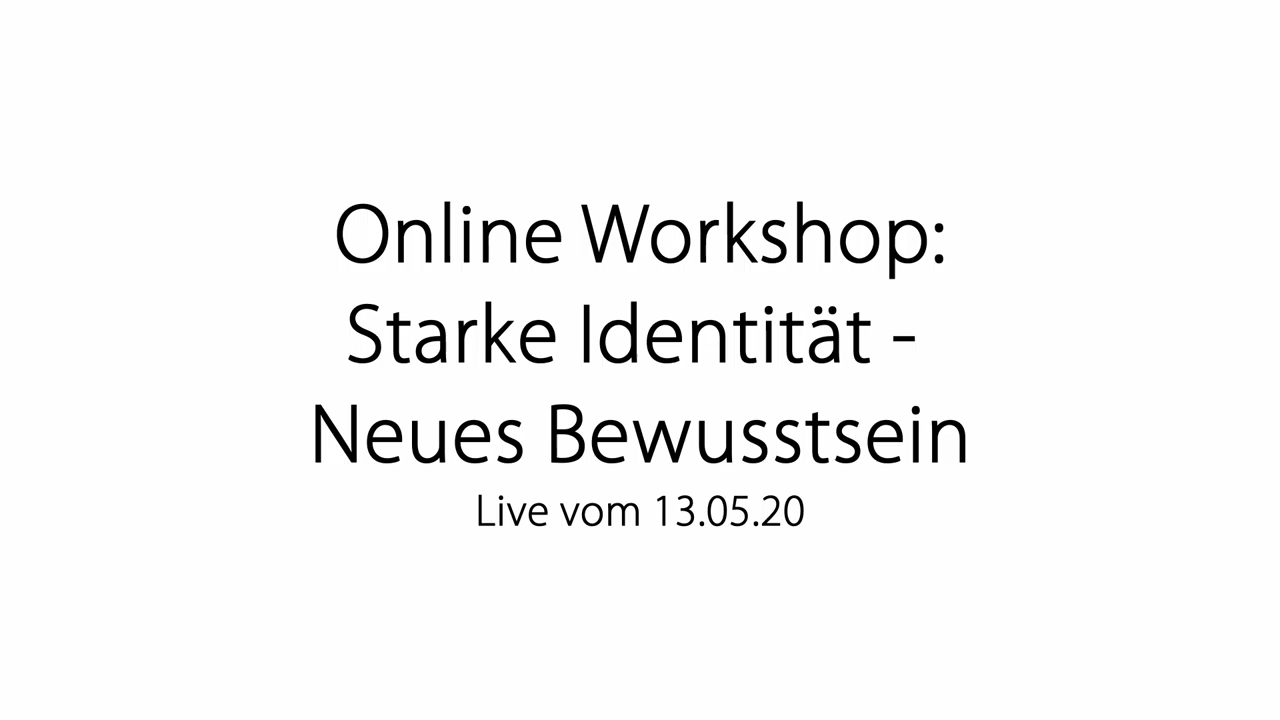 Online Workshop:
Starke Identität -
Neues Bewusstsein
Live vom 13.05.20